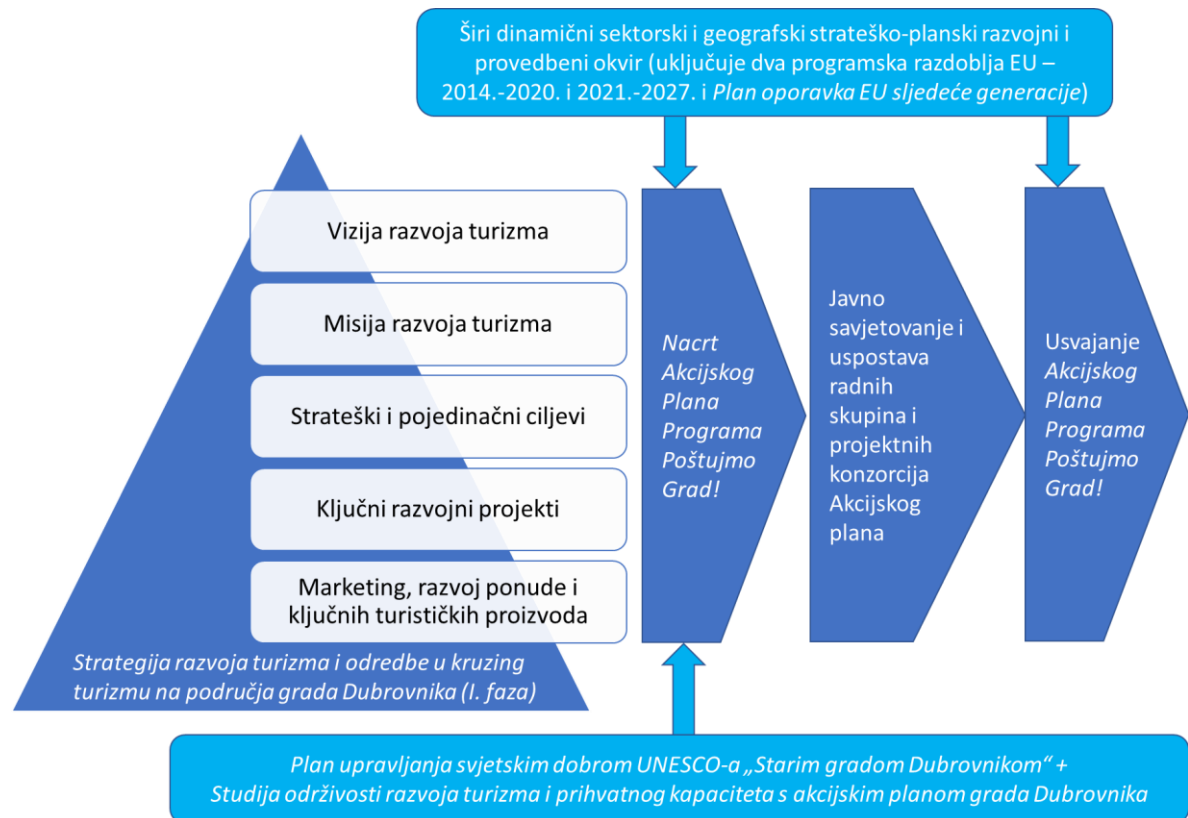 Širi dinamični sektorski i geografski strateško-planski razvojni i
provedbeni okvir (uključuje dva programska razdoblja EU –
2014.-2020. i 2021.-2027. i Plan oporavka EU sljedeće generacije)
Vizija razvoja turizma
Misija razvoja turizma
Strateški i pojedinačni ciljevi
Ključni razvojni projekti
Marketing, razvoj ponude i
ključnih turističkih proizvoda
Strategija razvoja turizma i odredbe u kruzing
turizmu na područja grada Dubrovnika (I. faza)
Nacrt
Akcijskog
Plana
Programa
Poštujmo
Grad!
Javno
savjetovanje i
uspostava
radnih
skupina i
projektnih
konzorcija
Akcijskog
plana
Usvajanje
Akcijskog
Plana
Programa
Poštujmo
Grad!
Plan upravljanja svjetskim dobrom UNESCO-a „Starim gradom Dubrovnikom“ +
Studija održivosti razvoja turizma i prihvatnog kapaciteta s akcijskim planom grada Dubrovnika